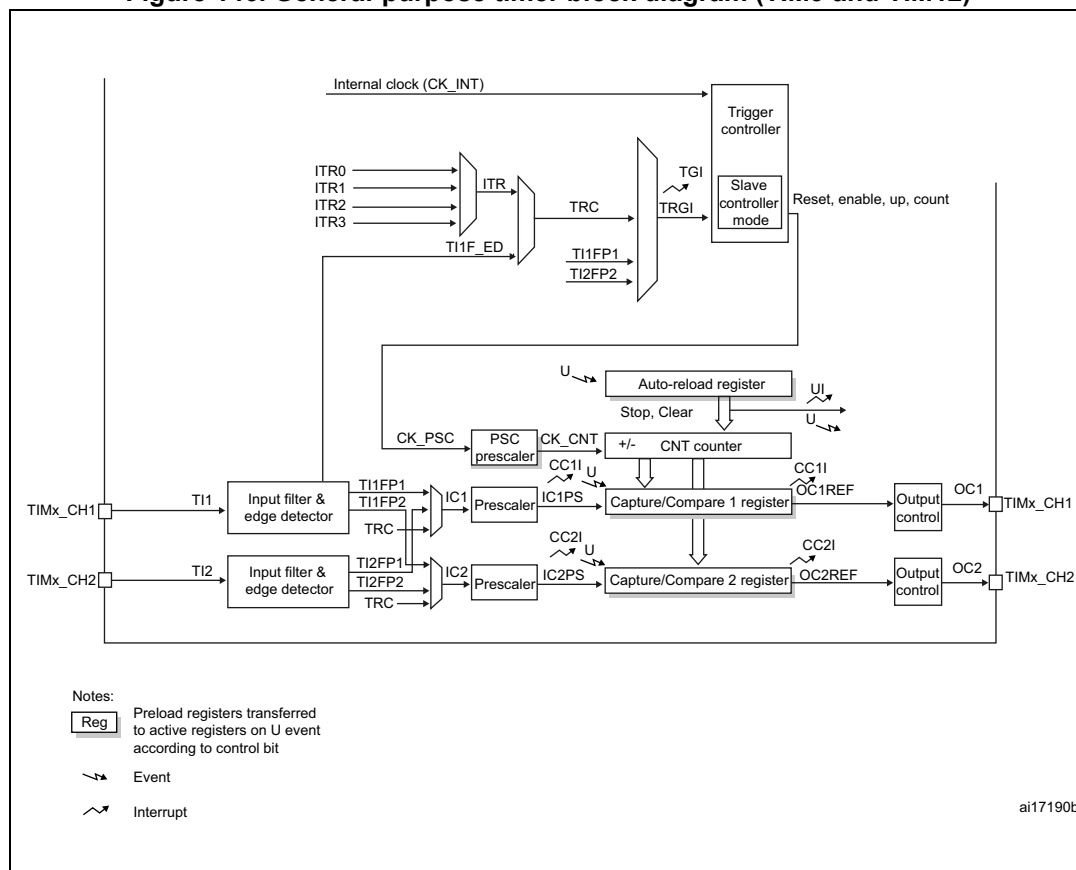 Internal clock (CK_INT)
Trigger
controller
ITR0
ITR1
ITR2
ITR3
ITR
TI1F_ED
TRC
TI1FP1
TI2FP2
TGI
TRGI
Slave
controller
mode
Reset, enable, up, count
U
Auto-reload register
UI
Stop, Clear
U
CK_PSC
PSC
prescaler
CK_CNT
+/-
CNT counter
TIMx_CH1
TI1
Input filter &
edge detector
TI1FP1
TI1FP2
TRC
IC1
Prescaler
CC1I
U
IC1PS
Capture/Compare 1 register
CC1I
OC1REF
Output
control
OC1
TIMx_CH1
TIMx_CH2
TI2
Input filter &
edge detector
TI2FP1
TI2FP2
TRC
IC2
Prescaler
CC2I
U
IC2PS
Capture/Compare 2 register
CC2I
OC2REF
Output
control
OC2
TIMx_CH2
Notes:
Reg
Preload registers transferred
to active registers on U event
according to control bit
Event
Interrupt
ai17190b